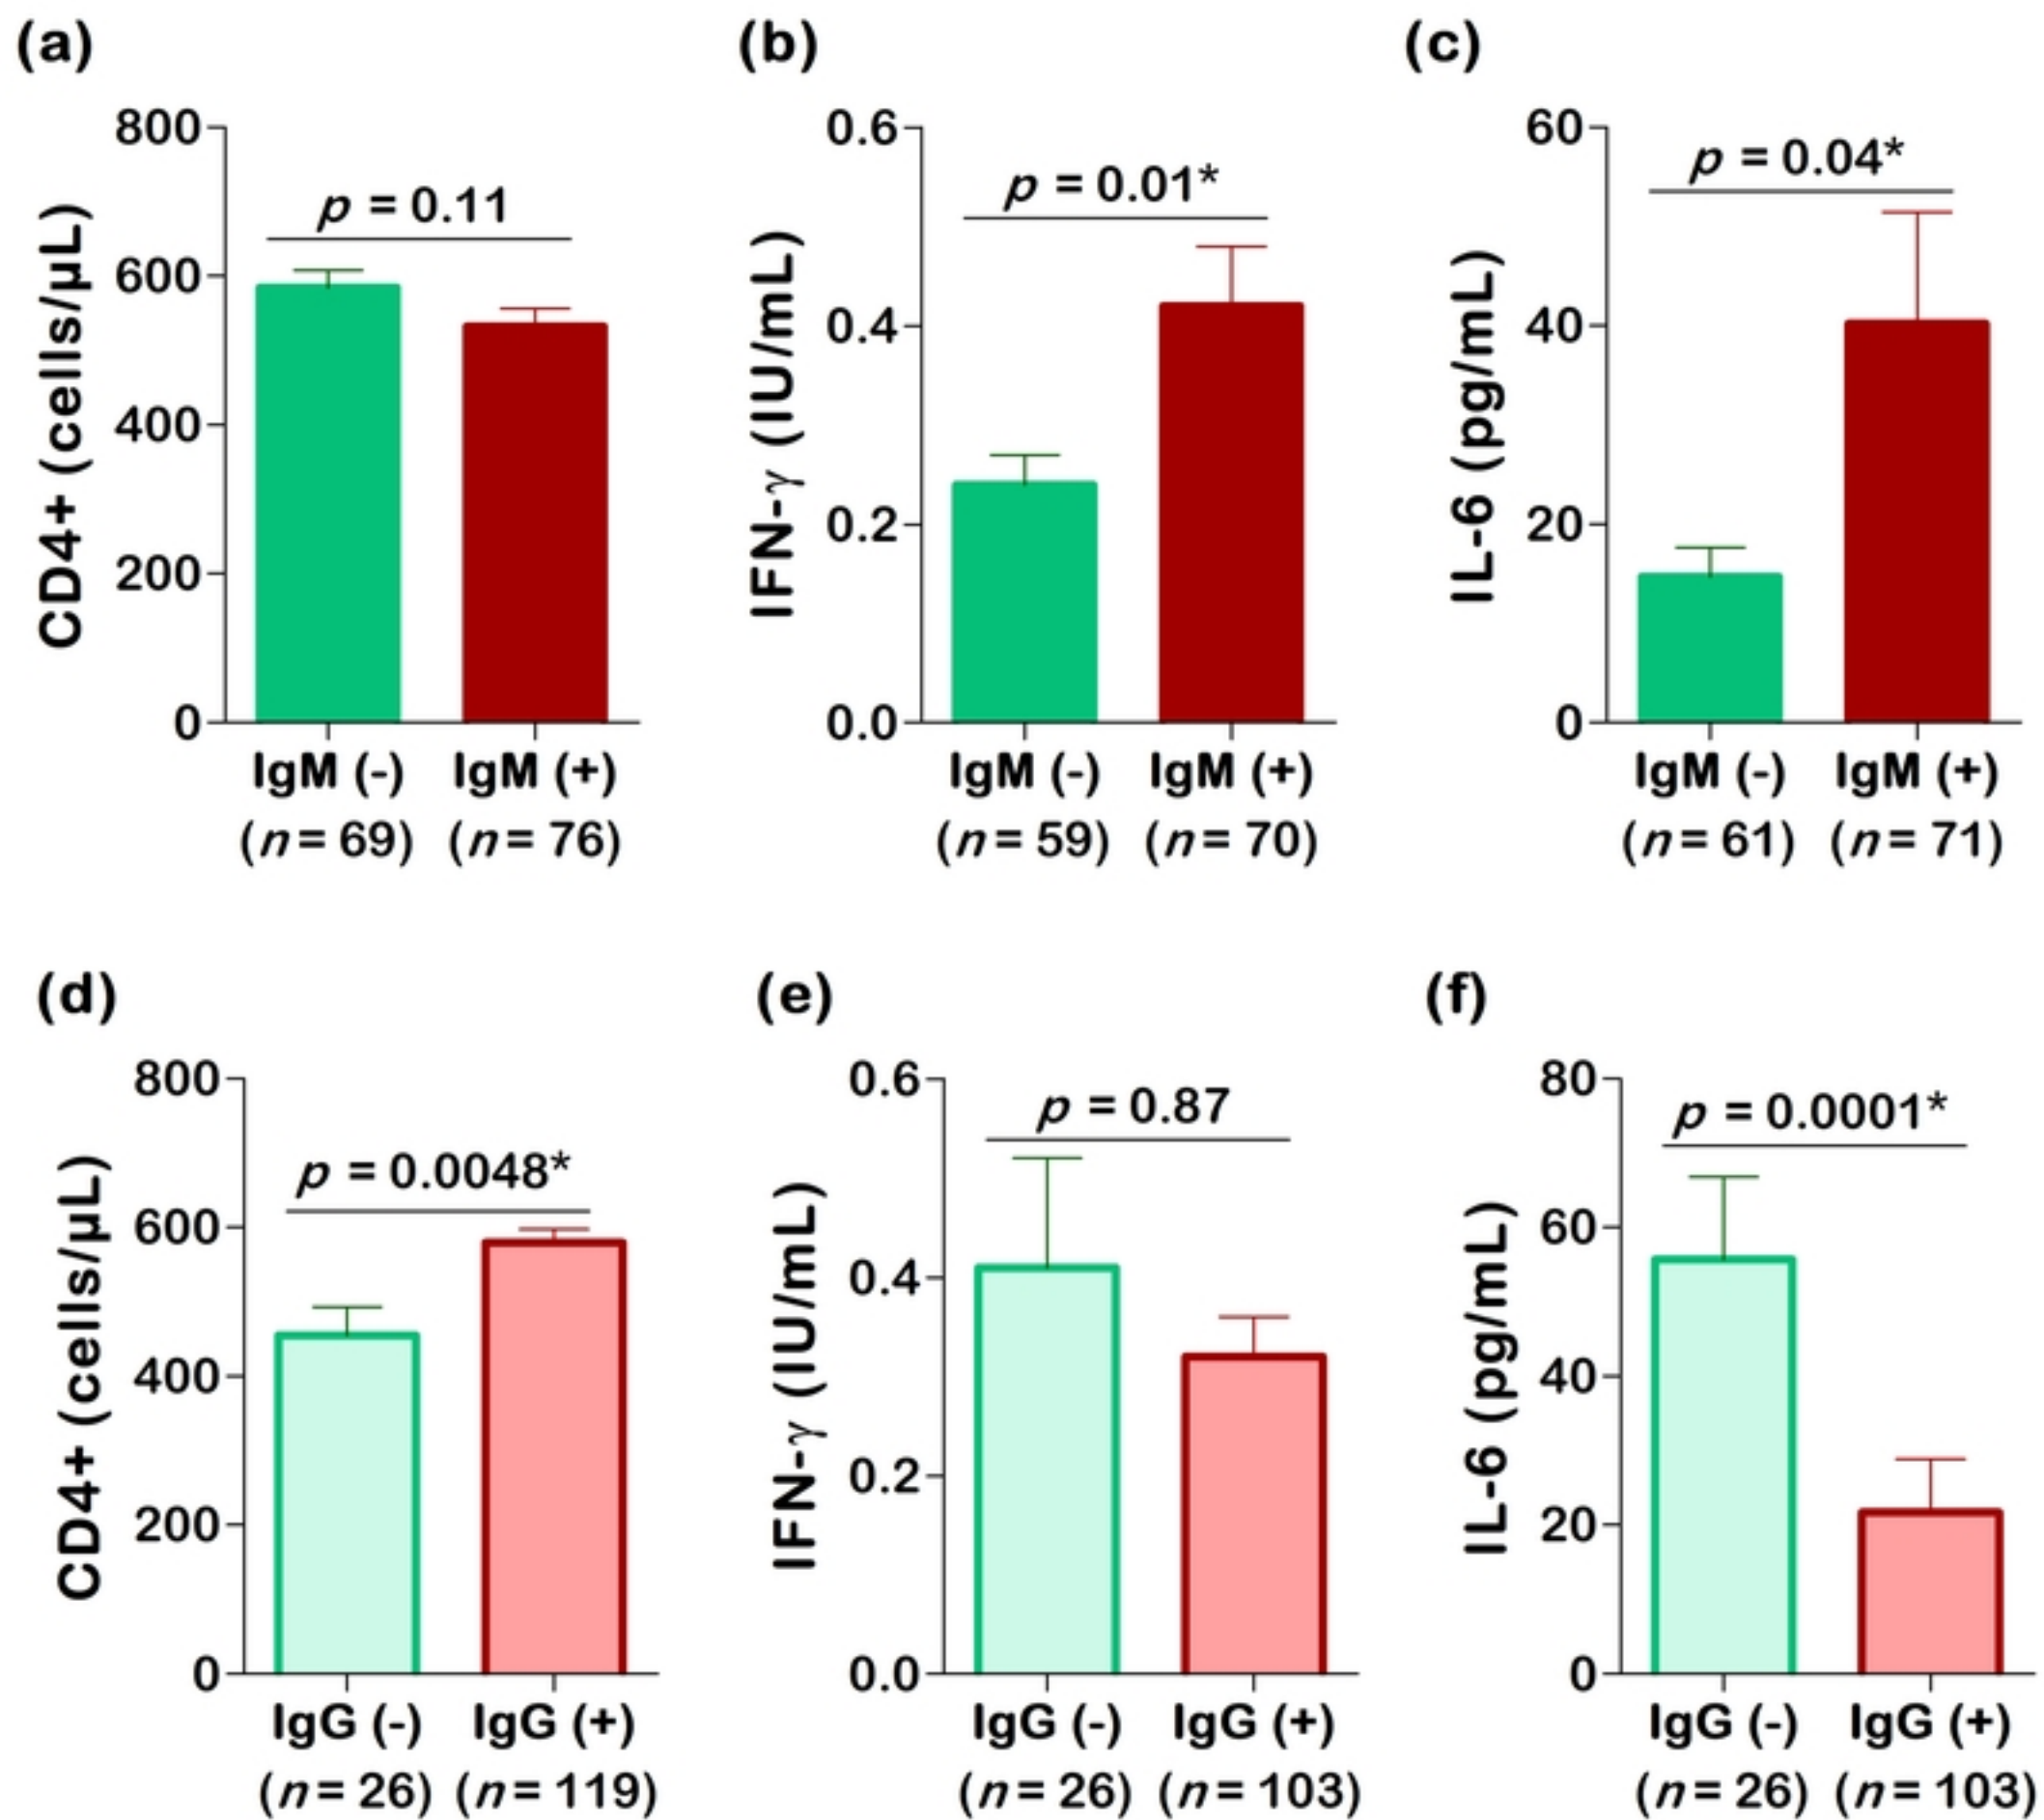 (a)
CD4+ (cells/µL)
800
600
400
200
0
p = 0.11
IgM (-) IgM (+)
(n = 69) (n = 76)
(b)
IFN-γ (IU/mL)
0.6
0.4
0.2
0.0
p = 0.01*
IgM (-) IgM (+)
(n = 59) (n = 70)
(c)
IL-6 (pg/mL)
60
40
20
0
p = 0.04*
IgM (-) IgM (+)
(n = 61) (n = 71)
(d)
CD4+ (cells/µL)
800
600
400
200
0
p = 0.0048*
IgG (-) IgG (+)
(n = 26) (n = 119)
(e)
IFN-γ (IU/mL)
0.6
0.4
0.2
0.0
p = 0.87
IgG (-) IgG (+)
(n = 26) (n = 103)
(f)
IL-6 (pg/mL)
80
60
40
20
0
p = 0.0001*
IgG (-) IgG (+)
(n = 26) (n = 103)